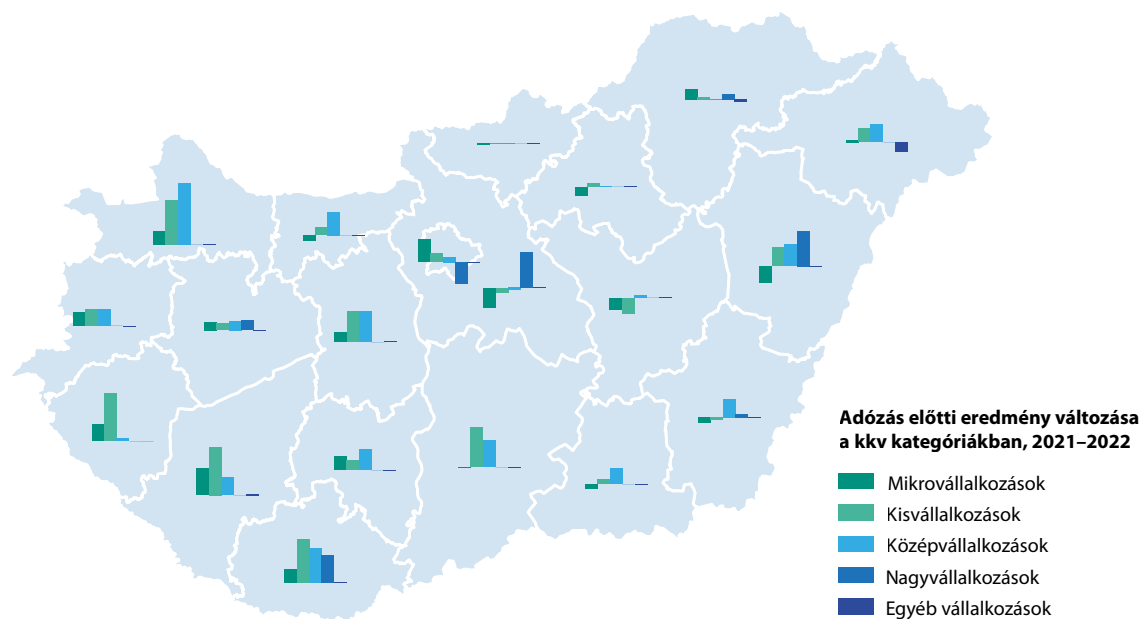 Adózás előtti eredmény változása
a kkv kategóriákban, 2021–2022
Mikrovállalkozások
Kisvállalkozások
Középvállalkozások
Nagyvállalkozások
Egyéb vállalkozások